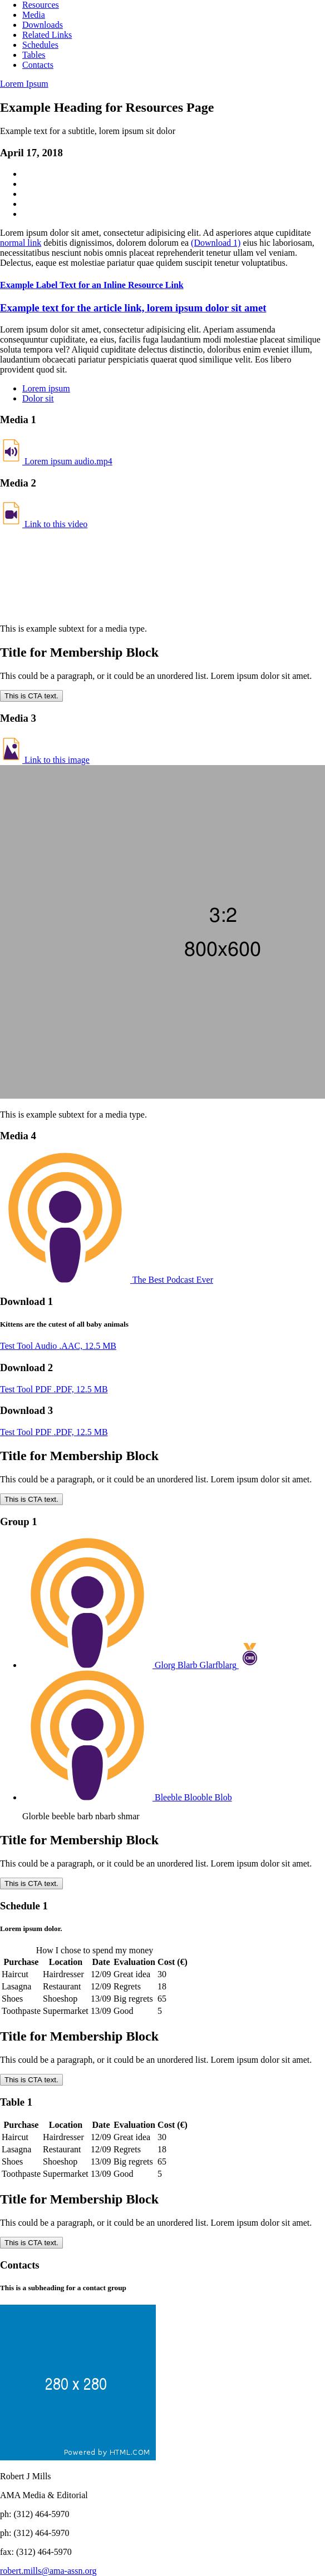 Resources
Media
Downloads
Related Links
Schedules
Tables
Contacts
Lorem Ipsum
Example Heading for Resources Page
Example text for a subtitle, lorem ipsum sit dolor
April 17, 2018
Lorem ipsum dolor sit amet, consectetur adipisicing elit. Ad asperiores atque cupiditate
normal link debitis dignissimos, dolorem dolorum ea (Download 1) eius hic laboriosam,
necessitatibus nesciunt nobis omnis placeat reprehenderit tenetur ullam vel veniam.
Delectus, eaque est molestiae pariatur quae quidem suscipit tenetur voluptatibus.
Example Label Text for an Inline Resource Link
Example text for the article link, lorem ipsum dolor sit amet
Lorem ipsum dolor sit amet, consectetur adipisicing elit. Aperiam assumenda
consequuntur cupiditate, ea eius, facilis fuga laudantium modi molestiae placeat similique
soluta tempora vel? Aliquid cupiditate delectus distinctio, doloribus ex eveniet illum,
laudantium obcaecati pariatur perspiciatis quaerat quod similique velit. Eos libero
provident quod sit.
Lorem ipsum
Dolor sit
Media 1
Lorem ipsum audio.mp4
Media 2
Link to this video
This is example subtext for a media type.
Title for Membership Block
This could be a paragraph, or it could be an unordered list. Lorem ipsum dolor sit amet.
This is CTA text.
Media 3
Link to this image
3:2
800x600
This is example subtext for a media type.
Media 4
The Best Podcast Ever
Download 1
Kittens are the cutest of all baby animals
Test Tool Audio .AAC, 12.5 MB
Download 2
Test Tool PDF .PDF, 12.5 MB
Download 3
Test Tool PDF .PDF, 12.5 MB
Title for Membership Block
This could be a paragraph, or it could be an unordered list. Lorem ipsum dolor sit amet.
This is CTA text.
Group 1
Glorg Blarb Glarfblarg CME
Bleeble Blooble Blob
Glorble beeble barb nbarb shmar
Title for Membership Block
This could be a paragraph, or it could be an unordered list. Lorem ipsum dolor sit amet.
This is CTA text.
Schedule 1
Lorem ipsum dolor.
How I chose to spend my money
Purchase Location Date Evaluation Cost (€)
Haircut Hairdresser 12/09 Great idea 30
Lasagna Restaurant 12/09 Regrets 18
Shoes Shoeshop 13/09 Big regrets 65
Toothpaste Supermarket 13/09 Good 5
Title for Membership Block
This could be a paragraph, or it could be an unordered list. Lorem ipsum dolor sit amet.
This is CTA text.
Table 1
Purchase Location Date Evaluation Cost (€)
Haircut Hairdresser 12/09 Great idea 30
Lasagna Restaurant 12/09 Regrets 18
Shoes Shoeshop 13/09 Big regrets 65
Toothpaste Supermarket 13/09 Good 5
Title for Membership Block
This could be a paragraph, or it could be an unordered list. Lorem ipsum dolor sit amet.
This is CTA text.
Contacts
This is a subheading for a contact group
280 x 280
Powered by HTML.COM
Robert J Mills
AMA Media & Editorial
ph: (312) 464-5970
ph: (312) 464-5970
fax: (312) 464-5970
robert.mills@ama-assn.org